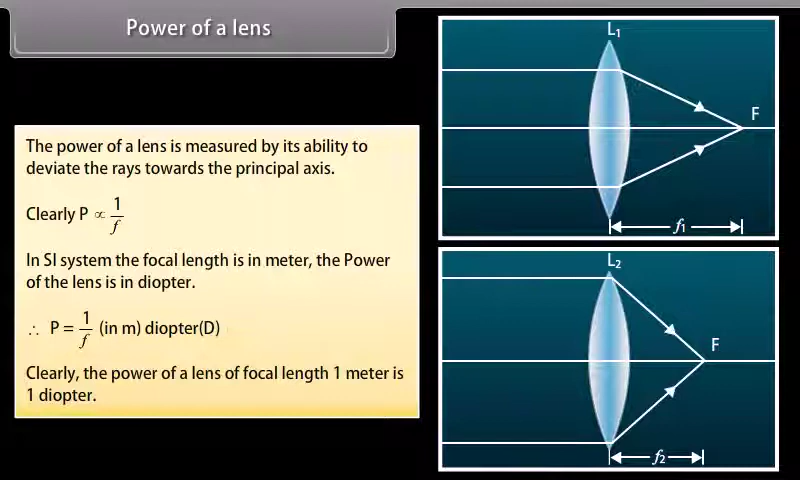 Power of a lens
The power of a lens is measured by its ability to
deviate the rays towards the principal axis.
Clearly P ∝ 1/f
In SI system the focal length is in meter, the Power
of the lens is in diopter.
∴ P = 1/f (in m) diopter(D)
Clearly, the power of a lens of focal length 1 meter is
1 diopter.
L₁
F
f₁
L₂
F
f₂